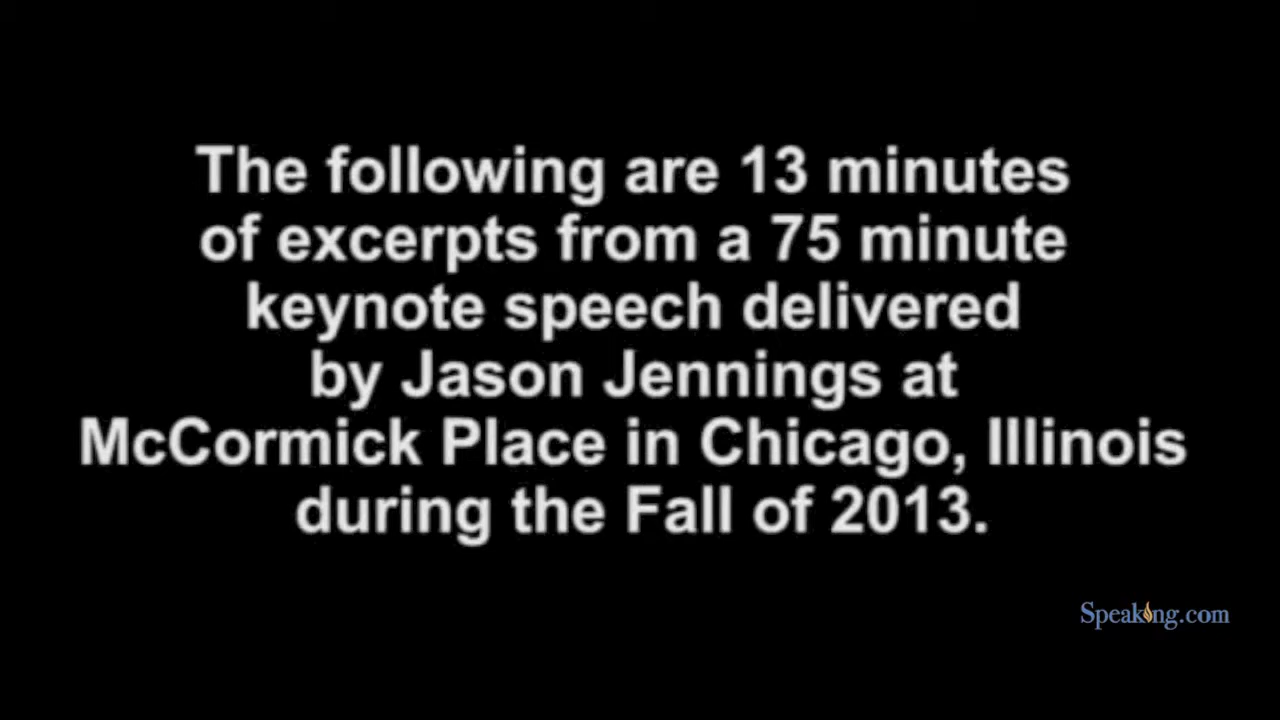 The following are 13 minutes
of excerpts from a 75 minute
keynote speech delivered
by Jason Jennings at
McCormick Place in Chicago, Illinois
during the Fall of 2013.
Speaking.com